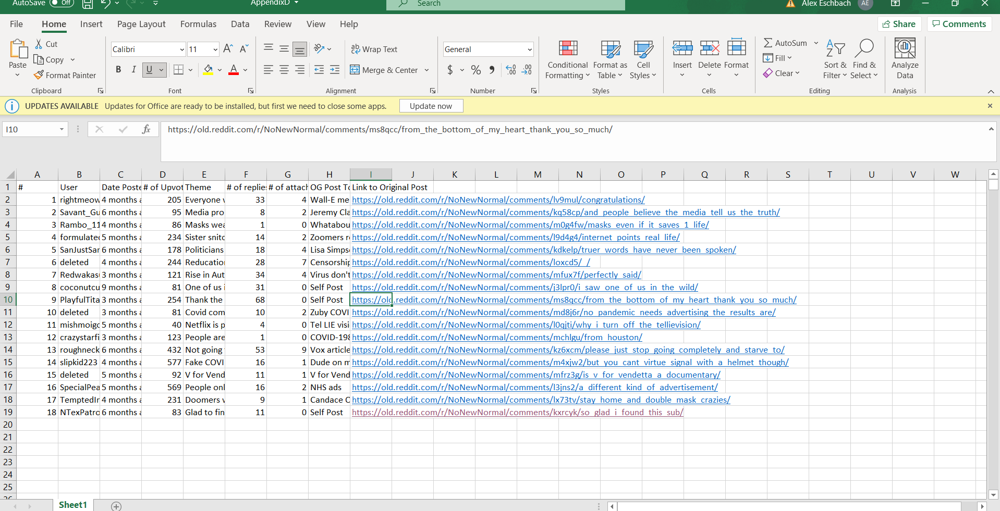 AutoSave Off AppendixD Search Alex Eschbach AE
File Home Insert Page Layout Formulas Data Review View Help Share Comments
Paste Cut Copy Format Painter Clipboard
Calibri 11 B I U A A A Font
Wrap Text Merge & Center Alignment
General $ % Number
Conditional Formatting Format as Table Cell Styles Styles
Insert Delete Format Cells
AutoSum Fill Clear Sort & Filter Find & Select Editing
Analyze Data Analysis
UPDATES AVAILABLE Updates for Office are ready to be installed, but first we need to close some apps. Update now
I10 fx https://old.reddit.com/r/NoNewNormal/comments/ms8qcc/from_the_bottom_of_my_heart_thank_you_so_much/
A B C D E F G H I J K L M N O P Q R S T U V W
1 # User Date Poste # of Upvot Theme # of replies # of attach OG Post To Link to Original Post
2 1 rightmeow 4 months a 205 Everyone w 33 4 Wall-E me https://old.reddit.com/r/NoNewNormal/comments/lv9mul/congratulations/
3 2 Savant_Gu 6 months a 95 Media pro 8 2 Jeremy Cla https://old.reddit.com/r/NoNewNormal/comments/kq58cp/and_people_believe_the_media_tell_us_the_truth/
4 3 Rambo_11 4 months a 86 Masks wea 1 0 Whatabou https://old.reddit.com/r/NoNewNormal/comments/m0g4fw/masks_even_if_it_saves_1_life/
5 4 formulated 5 months a 234 Sister snitc 14 2 Zoomers r https://old.reddit.com/r/NoNewNormal/comments/l9d4g4/internet_points_real_life/
6 5 SanJustSan 6 months a 178 Politicians 18 4 Lisa Simpso https://old.reddit.com/r/NoNewNormal/comments/kdkelp/truer_words_have_never_been_spoken/
7 6 deleted 4 months a 244 Reducation 28 7 Censorship https://old.reddit.com/r/NoNewNormal/comments/loxcd5/_/
8 7 Redwakasu 3 months a 121 Rise in Aut 34 4 Virus don't https://old.reddit.com/r/NoNewNormal/comments/mfux7f/perfectly_said/
9 8 coconutcu 9 months a 81 One of us i 31 0 Self Post https://old.reddit.com/r/NoNewNormal/comments/j3lpr0/i_saw_one_of_us_in_the_wild/
10 9 PlayfulTita 3 months a 254 Thank the 68 0 Self Post https://old.reddit.com/r/NoNewNormal/comments/ms8qcc/from_the_bottom_of_my_heart_thank_you_so_much/
11 10 deleted 3 months a 81 Covid com 10 2 Zuby COVI https://old.reddit.com/r/NoNewNormal/comments/md8j6r/no_pandemic_needs_advertising_the_results_are/
12 11 mishmoigo 5 months a 40 Netflix is p 4 0 Tel LIE visi https://old.reddit.com/r/NoNewNormal/comments/l0qjti/why_i_turn_off_the_tellievision/
13 12 crazystarfi 3 months a 123 People are 1 0 COVID-198 https://old.reddit.com/r/NoNewNormal/comments/mchlgu/from_houston/
14 13 roughneck 6 months a 432 Not going 53 9 Vox article https://old.reddit.com/r/NoNewNormal/comments/kz6xcm/please_just_stop_going_completely_and_starve_to/
15 14 slipkid223 4 months a 577 Fake COVI 16 1 Dude on m https://old.reddit.com/r/NoNewNormal/comments/m4xjw2/but_you_cant_virtue_signal_with_a_helmet_though/
16 15 deleted 5 months a 92 V for Vend 11 1 V for Vend https://old.reddit.com/r/NoNewNormal/comments/mfrz3g/is_v_for_vendetta_a_documentary/
17 16 SpecialPea 5 months a 569 People onl 16 2 NHS ads https://old.reddit.com/r/NoNewNormal/comments/l3jns2/a_different_kind_of_advertisement/
18 17 TemptedIn 4 months a 231 Doomers w 9 1 Candace O https://old.reddit.com/r/NoNewNormal/comments/lx73tv/stay_home_and_double_mask_crazies/
19 18 NTexPatro 6 months a 83 Glad to fin 11 0 Self Post https://old.reddit.com/r/NoNewNormal/comments/kxrcyk/so_glad_i_found_this_sub/
20
21
22
23
24
25
Sheet1